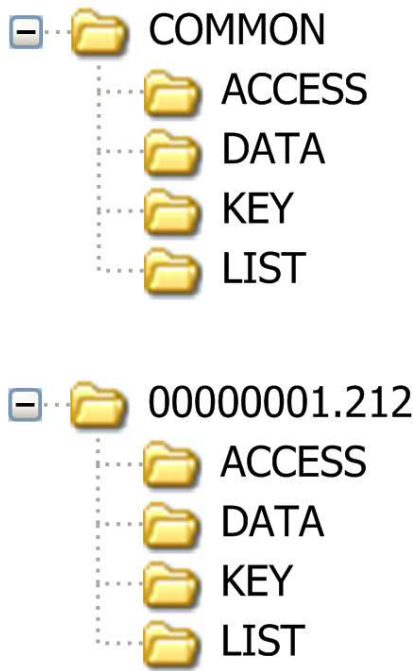 COMMON
ACCESS
DATA
KEY
LIST
00000001.212
ACCESS
DATA
KEY
LIST